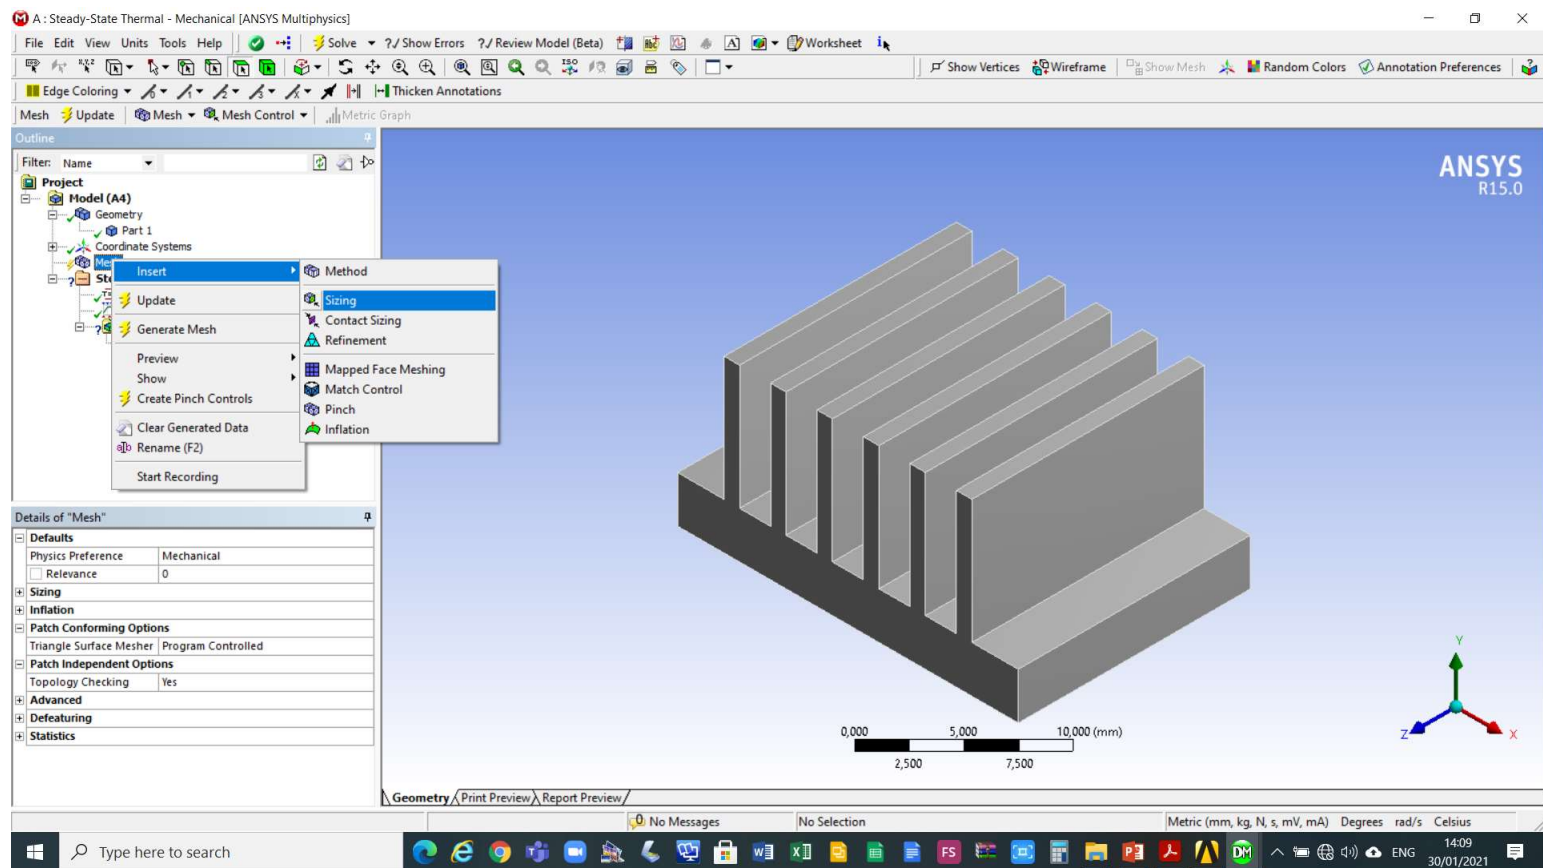 A : Steady-State Thermal - Mechanical [ANSYS Multiphysics]
File Edit View Units Tools Help Solve ?/ Show Errors ?/ Review Model (Beta) A Worksheet i
Show Vertices Wireframe Show Mesh Random Colors Annotation Preferences
Edge Coloring Thicken Annotations
Mesh Update Mesh Mesh Control Metric Graph
Outline
Filter: Name
Project
Model (A4)
Geometry
Part 1
Coordinate Systems
Insert
Update
Generate Mesh
Preview
Show
Create Pinch Controls
Clear Generated Data
Rename (F2)
Start Recording
Method
Sizing
Contact Sizing
Refinement
Mapped Face Meshing
Match Control
Pinch
Inflation
ANSYS
R15.0
Details of "Mesh"
Defaults
Physics Preference Mechanical
Relevance 0
Sizing
Inflation
Patch Conforming Options
Triangle Surface Mesher Program Controlled
Patch Independent Options
Topology Checking Yes
Advanced
Defeaturing
Statistics
0,000 5,000 10,000 (mm)
2,500 7,500
Y
Z X
Geometry Print Preview Report Preview
No Messages No Selection Metric (mm, kg, N, s, mV, mA) Degrees rad/s Celsius
Type here to search
FS
DM
ENG
14:09
30/01/2021